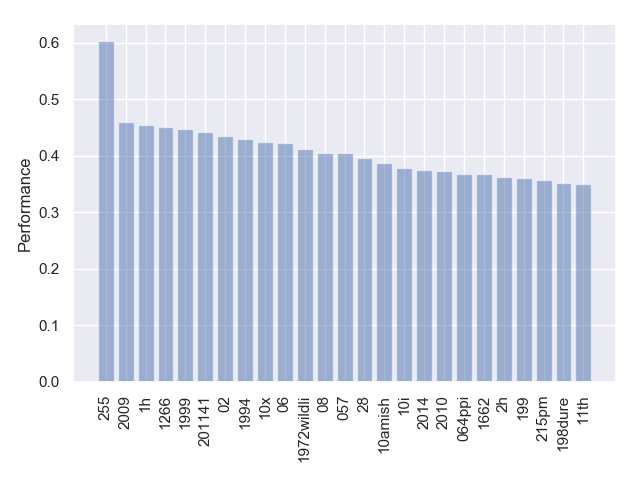 Performance
0.6
0.5
0.4
0.3
0.2
0.1
0.0
255
2009
1h
1266
1999
201141
02
1994
10x
06
1972wildli
08
057
28
10amish
10i
2014
2010
064ppi
1662
2h
199
215pm
198dure
11th